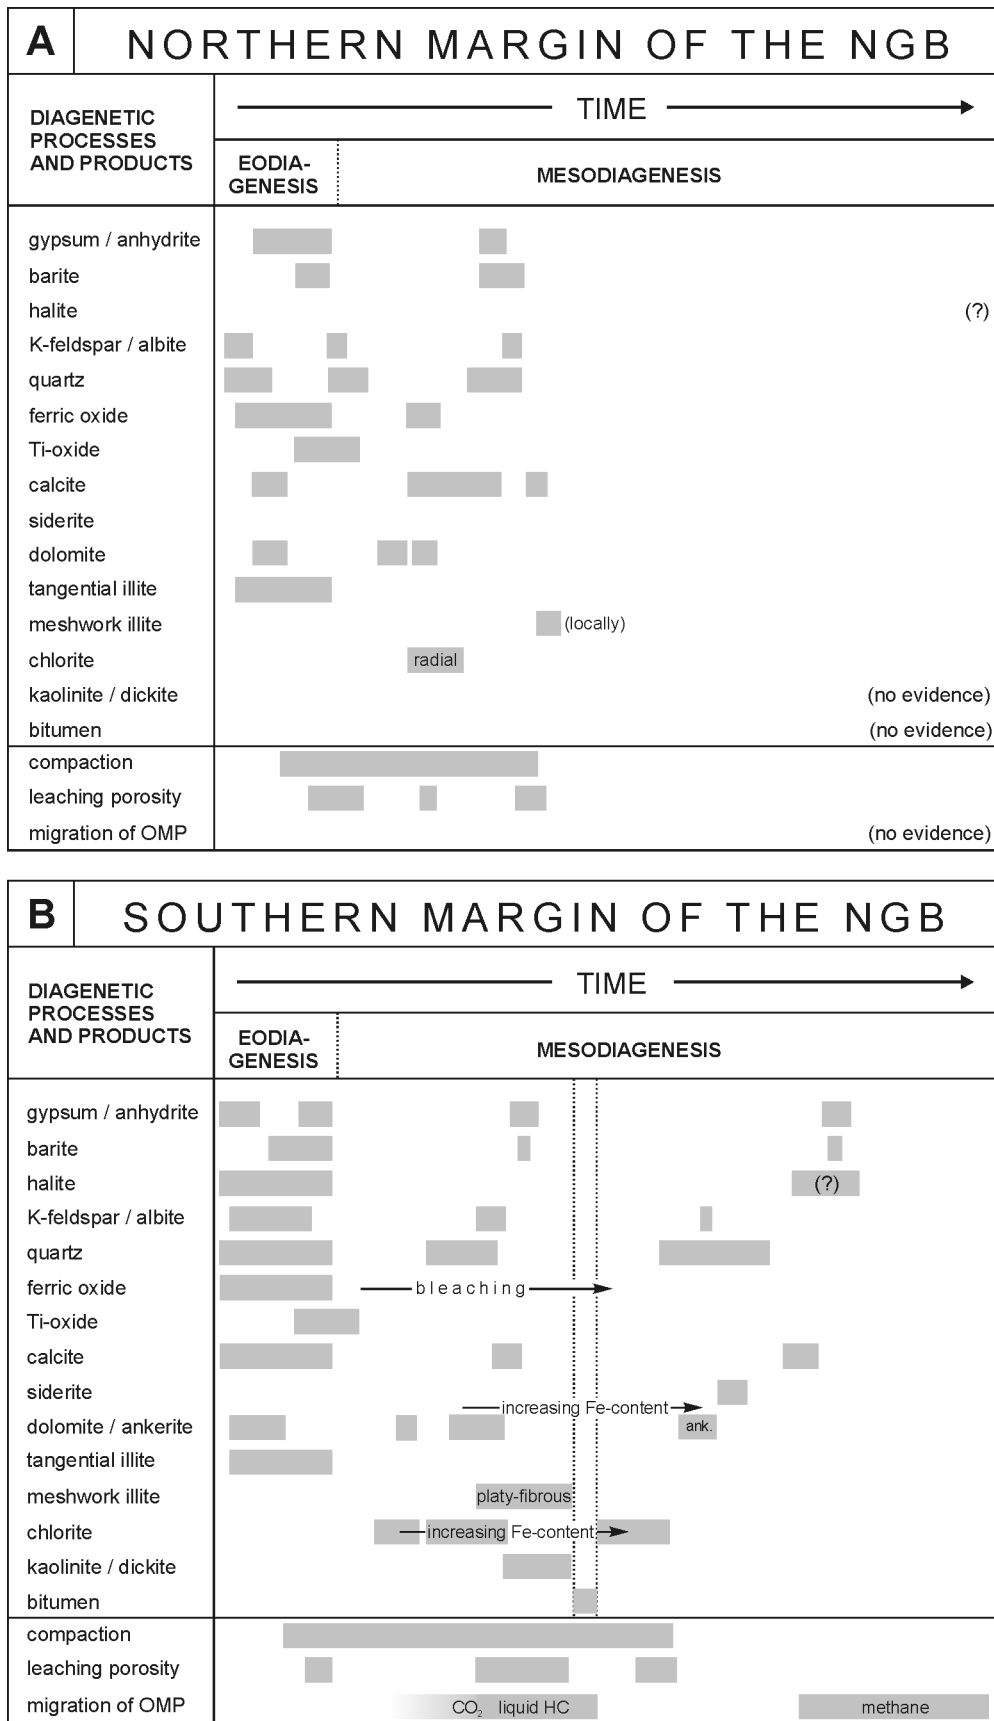 A NORTHERN MARGIN OF THE NGB
DIAGENETIC
PROCESSES
AND PRODUCTS
TIME
EODIA-
GENESIS
MESODIAGENESIS
gypsum / anhydrite
barite
halite (?)
K-feldspar / albite
quartz
ferric oxide
Ti-oxide
calcite
siderite
dolomite
tangential illite
meshwork illite (locally)
chlorite radial
kaolinite / dickite (no evidence)
bitumen (no evidence)
compaction
leaching porosity
migration of OMP (no evidence)
B SOUTHERN MARGIN OF THE NGB
DIAGENETIC
PROCESSES
AND PRODUCTS
TIME
EODIA-
GENESIS
MESODIAGENESIS
gypsum / anhydrite
barite
halite (?)
K-feldspar / albite
quartz
ferric oxide bleaching
Ti-oxide
calcite
siderite
increasing Fe-content
dolomite / ankerite ank.
tangential illite
meshwork illite platy-fibrous
chlorite increasing Fe-content
kaolinite / dickite
bitumen
compaction
leaching porosity
migration of OMP CO₂ liquid HC methane